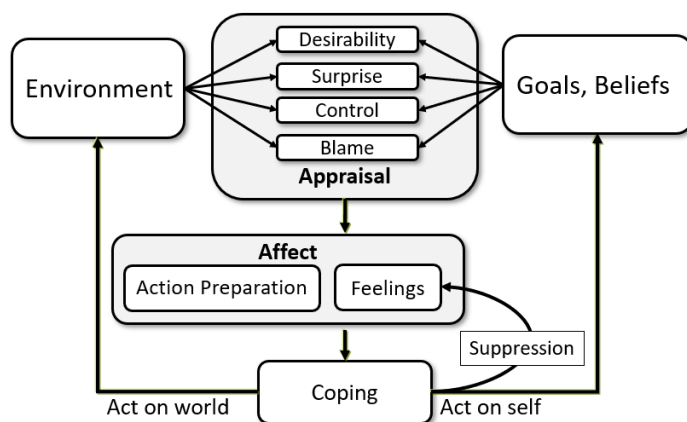 Environment
Desirability
Surprise
Control
Blame
Appraisal
Goals, Beliefs
Affect
Action Preparation
Feelings
Suppression
Coping
Act on world
Act on self